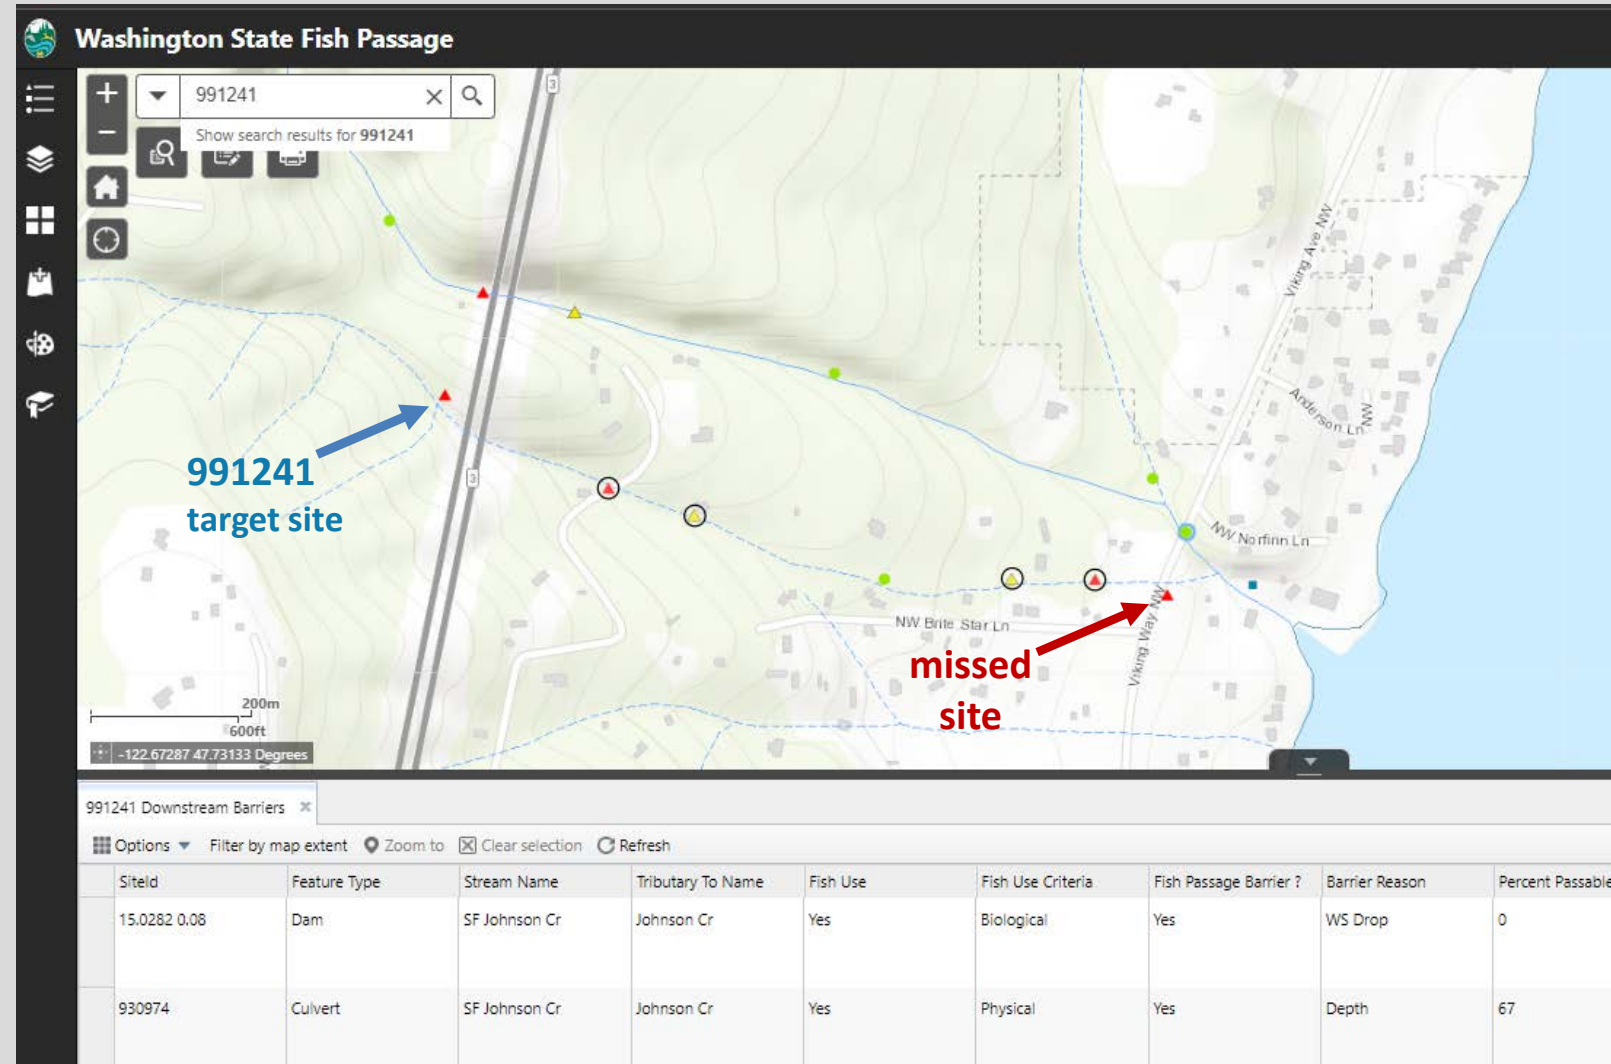 Washington State Fish Passage
991241
Show search results for 991241
3
Viking Ave NW
Anderson Ln NW
991241
target site
3
NW Norfinn Ln
NW Brite Star Ln
Viking Way NW
missed
site
200m
600ft
-122.67287 47.73133 Degrees
991241 Downstream Barriers
Options Filter by map extent Zoom to Clear selection Refresh
SiteId Feature Type Stream Name Tributary To Name Fish Use Fish Use Criteria Fish Passage Barrier ? Barrier Reason Percent Passable
15.0282 0.08 Dam SF Johnson Cr Johnson Cr Yes Biological Yes WS Drop 0
930974 Culvert SF Johnson Cr Johnson Cr Yes Physical Yes Depth 67